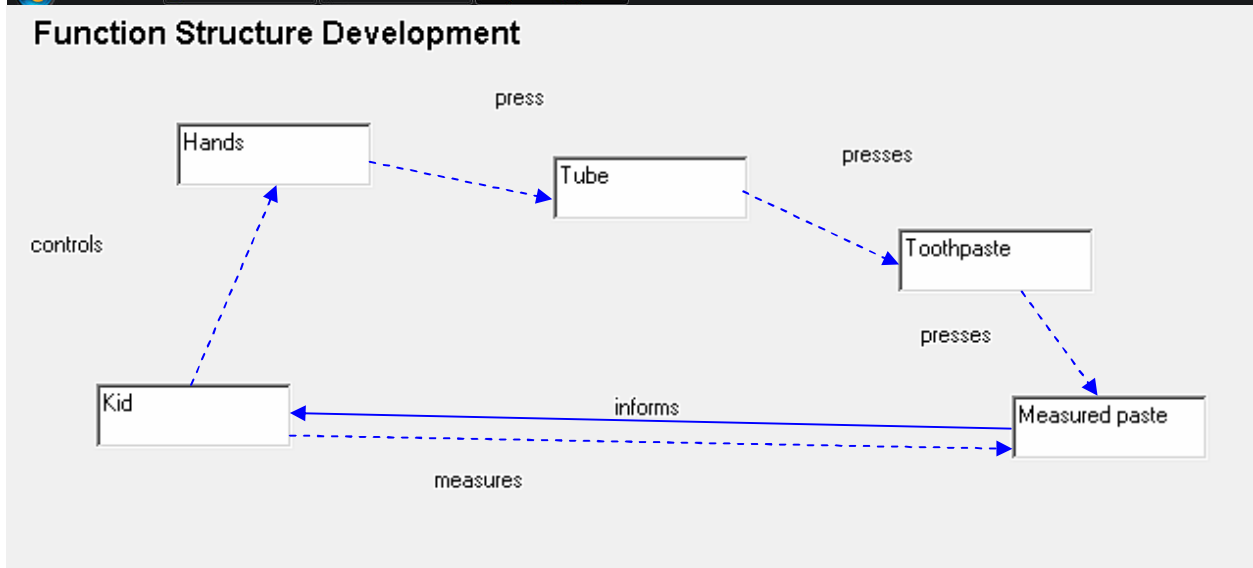 Function Structure Development
press
Hands
presses
Tube
controls
Toothpaste
presses
Kid
informs
Measured paste
measures